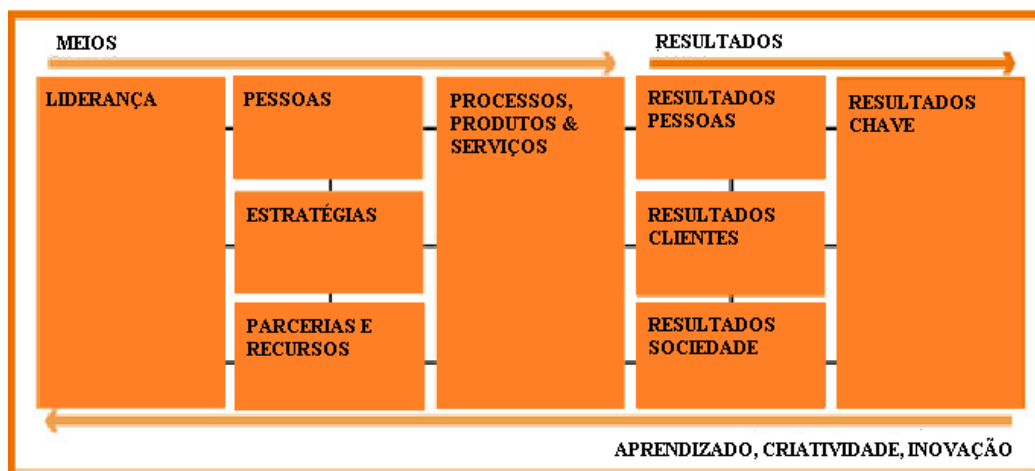 MEIOS
RESULTADOS
LIDERANÇA
PESSOAS
PROCESSOS,
PRODUTOS &
SERVIÇOS
RESULTADOS
PESSOAS
RESULTADOS
CHAVE
ESTRATÉGIAS
RESULTADOS
CLIENTES
PARCERIAS E
RECURSOS
RESULTADOS
SOCIEDADE
APRENDIZADO, CRIATIVIDADE, INOVAÇÃO